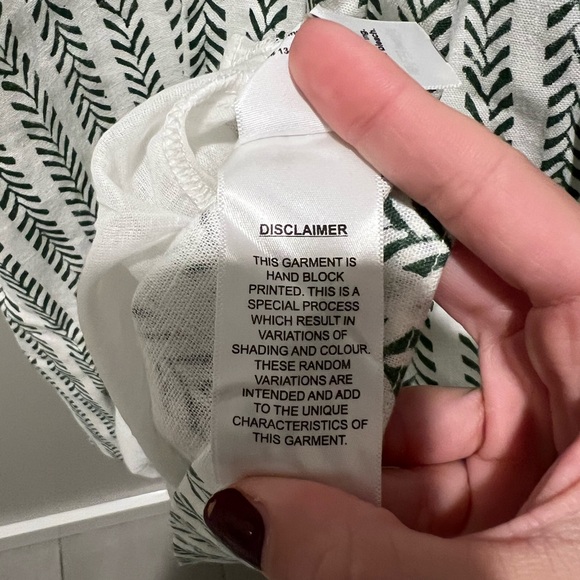 13
DISCLAIMER
THIS GARMENT IS
HAND BLOCK
PRINTED. THIS IS A
SPECIAL PROCESS
WHICH RESULT IN
VARIATIONS OF
SHADING AND COLOUR.
THESE RANDOM
VARIATIONS ARE
INTENDED AND ADD
TO THE UNIQUE
CHARACTERISTICS OF
THIS GARMENT.